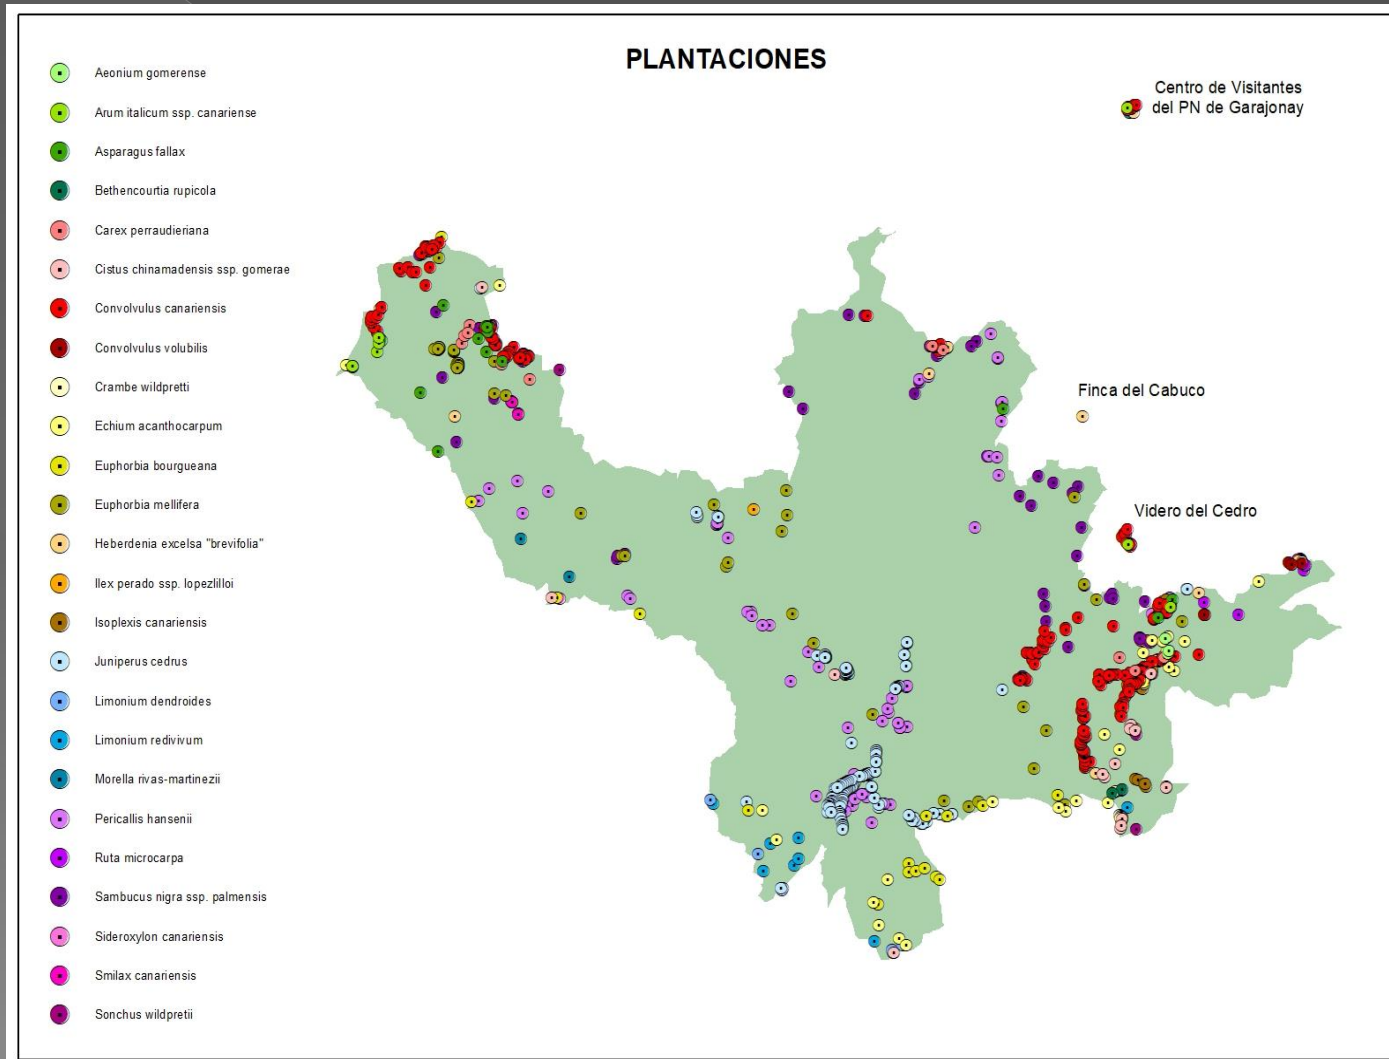 PLANTACIONES
Centro de Visitantes
del PN de Garajonay
Aeonium gomerense
Arum italicum ssp. canariense
Asparagus fallax
Bethencourtia rupicola
Carex perraudieriana
Cistus chinamadensis ssp. gomerae
Convolvulus canariensis
Convolvulus volubilis
Crambe wildpretti
Echium acanthocarpum
Euphorbia bourgueana
Euphorbia mellifera
Heberdenia excelsa "brevifolia"
Ilex perado ssp. lopezlilloi
Isoplexis canariensis
Juniperus cedrus
Limonium dendroides
Limonium redivivum
Morella rivas-martinezii
Pericallis hansenii
Ruta microcarpa
Sambucus nigra ssp. palmensis
Sideroxylon canariensis
Smilax canariensis
Sonchus wildpretii
Finca del Cabuco
Videro del Cedro